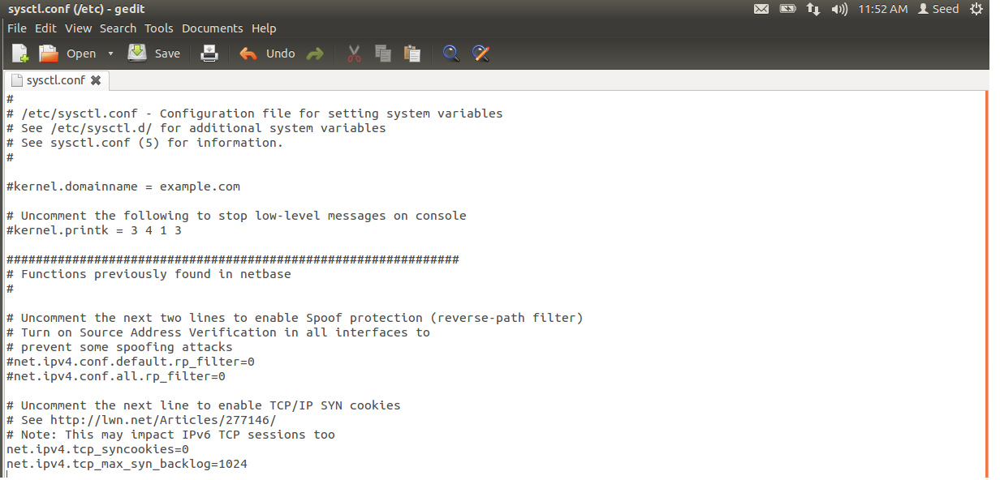 sysctl.conf (/etc) - gedit
11:52 AM Seed
File Edit View Search Tools Documents Help
Open Save Undo
sysctl.conf
#
# /etc/sysctl.conf - Configuration file for setting system variables
# See /etc/sysctl.d/ for additional system variables
# See sysctl.conf (5) for information.
#
#kernel.domainname = example.com
# Uncomment the following to stop low-level messages on console
#kernel.printk = 3 4 1 3
##############################################################
# Functions previously found in netbase
#
# Uncomment the next two lines to enable Spoof protection (reverse-path filter)
# Turn on Source Address Verification in all interfaces to
# prevent some spoofing attacks
#net.ipv4.conf.default.rp_filter=0
#net.ipv4.conf.all.rp_filter=0
# Uncomment the next line to enable TCP/IP SYN cookies
# See http://lwn.net/Articles/277146/
# Note: This may impact IPv6 TCP sessions too
net.ipv4.tcp_syncookies=0
net.ipv4.tcp_max_syn_backlog=1024